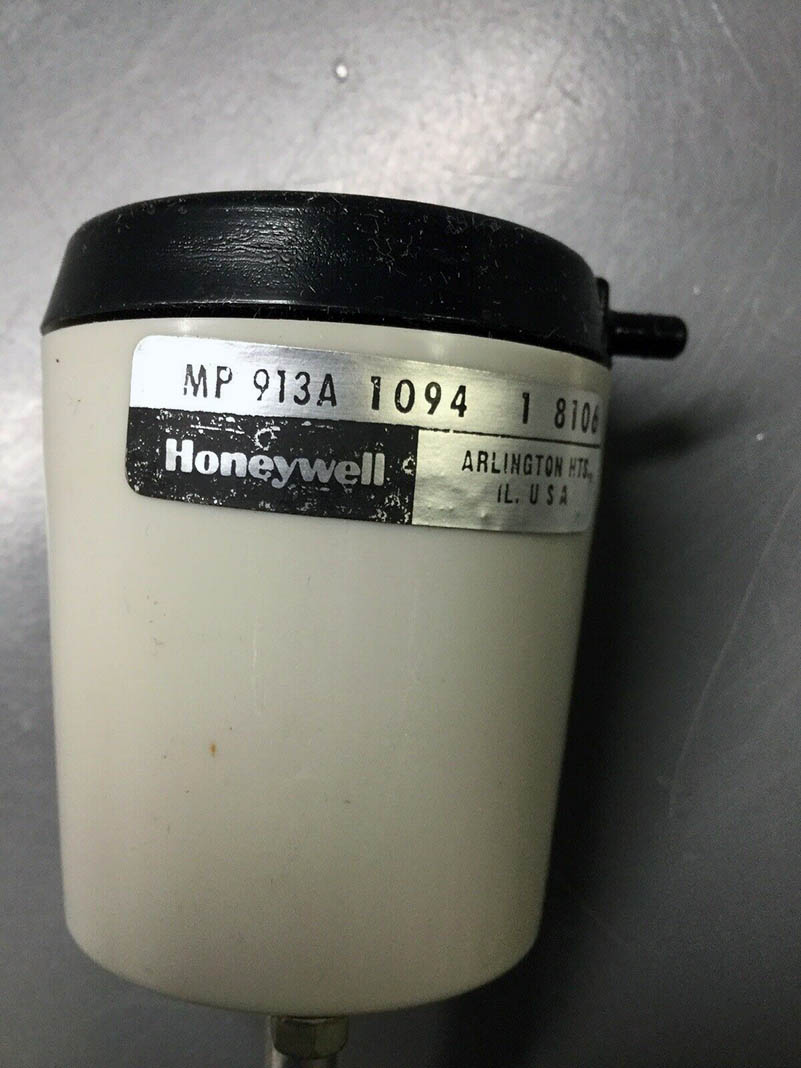 MP 913A 1094 1 8106
Honeywell
ARLINGTON HTS.,
IL. U S A